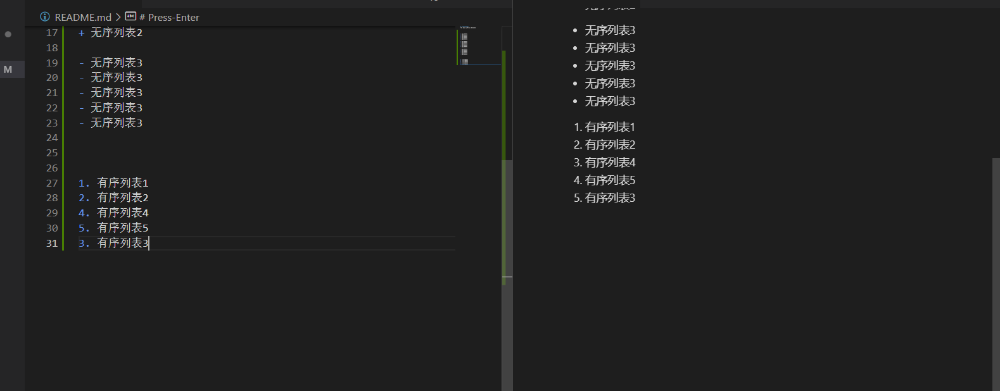 README.md > abc # Press-Enter
17 + 无序列表2
18
19 - 无序列表3
20 - 无序列表3
M
21 - 无序列表3
22 - 无序列表3
23 - 无序列表3
24
25
26
27 1. 有序列表1
28 2. 有序列表2
29 4. 有序列表4
30 5. 有序列表5
31 3. 有序列表3
• 无序列表3
• 无序列表3
• 无序列表3
• 无序列表3
• 无序列表3
1. 有序列表1
2. 有序列表2
3. 有序列表4
4. 有序列表5
5. 有序列表3